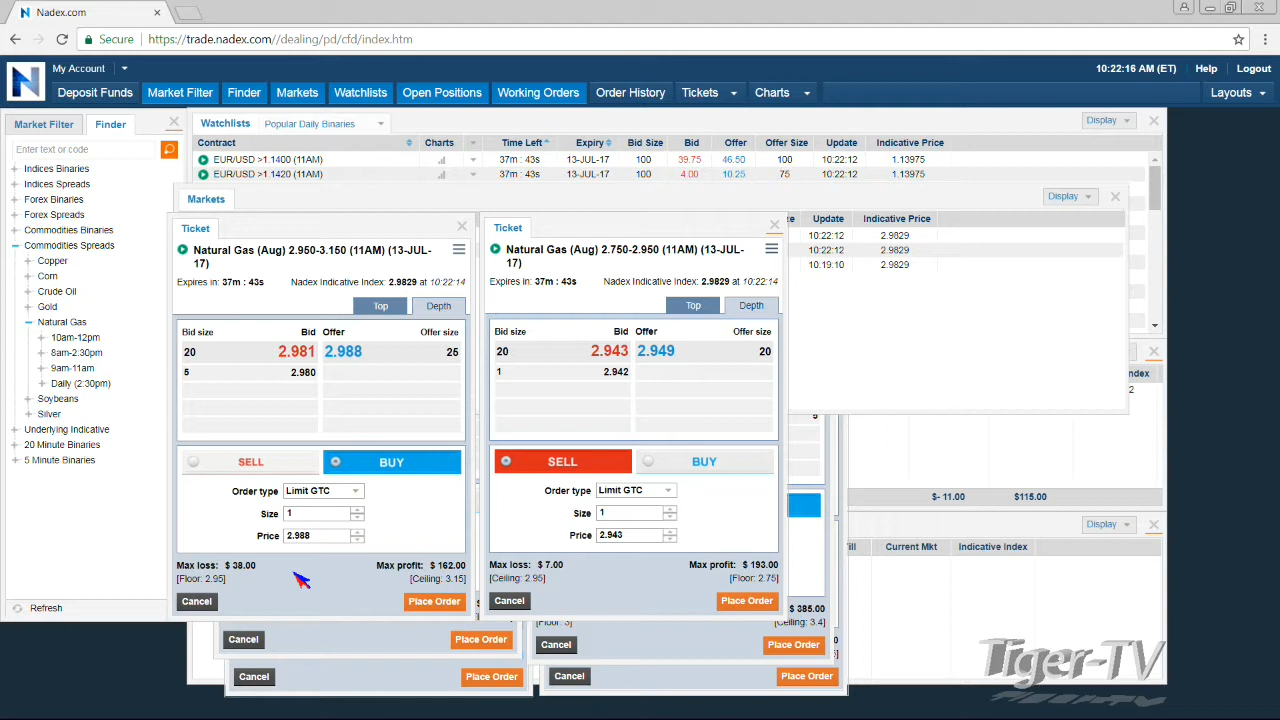 Nadex.com
Secure https://trade.nadex.com//dealing/pd/cfd/index.htm
My Account
10:22:16 AM (ET) Help Logout
Deposit Funds Market Filter Finder Markets Watchlists Open Positions Working Orders Order History Tickets Charts Layouts
Market Filter Finder
Enter text or code
Indices Binaries
Indices Spreads
Forex Binaries
Forex Spreads
Commodities Binaries
Commodities Spreads
Copper
Corn
Crude Oil
Gold
Natural Gas
10am-12pm
8am-2:30pm
9am-11am
Daily (2:30pm)
Soybeans
Silver
Underlying Indicative
20 Minute Binaries
5 Minute Binaries
Refresh
Watchlists Popular Daily Binaries Display
Contract Charts Time Left Expiry Bid Size Bid Offer Offer Size Update Indicative Price
EUR/USD >1.1400 (11AM) 37m : 43s 13-JUL-17 100 39.75 46.50 100 10:22:12 1.13975
EUR/USD >1.1420 (11AM) 37m : 43s 13-JUL-17 100 4.00 10.25 75 10:22:12 1.13975
Markets Display
Update Indicative Price
10:22:12 2.9829
10:22:12 2.9829
10:19:10 2.9829
Ticket
Natural Gas (Aug) 2.950-3.150 (11AM) (13-JUL-
17)
Expires in: 37m : 43s Nadex Indicative Index: 2.9829 at 10:22:14
Top Depth
Bid size Bid Offer Offer size
20 2.981 2.988 25
5 2.980
SELL BUY
Order type Limit GTC
Size 1
Price 2.988
Max loss: $ 38.00 Max profit: $ 162.00
[Floor: 2.95] [Ceiling: 3.15]
Cancel Place Order
Ticket
Natural Gas (Aug) 2.750-2.950 (11AM) (13-JUL-
17)
Expires in: 37m : 43s Nadex Indicative Index: 2.9829 at 10:22:14
Top Depth
Bid size Bid Offer Offer size
20 2.943 2.949 20
1 2.942
SELL BUY
Order type Limit GTC
Size 1
Price 2.943
Max loss: $ 7.00 Max profit: $ 193.00
[Ceiling: 2.95] [Floor: 2.75]
Cancel Place Order
$- 11.00 $115.00
Display
Current Mkt Indicative Index
$ 385.00
[Ceiling: 3.4]
Cancel Place Order
Cancel Place Order
Cancel Place Order
Cancel Place Order
Tiger-TV